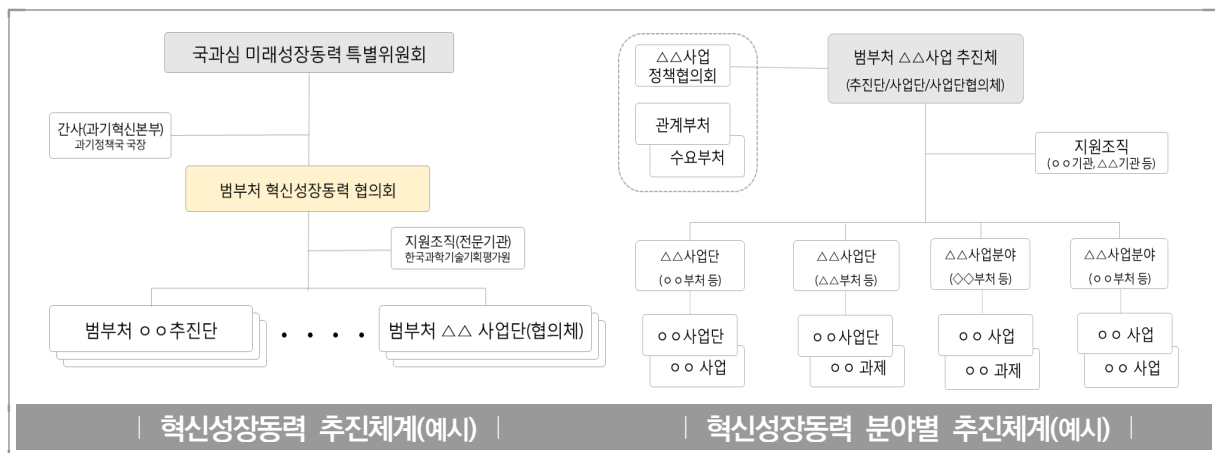 국과심 미래성장동력 특별위원회
간사(과기혁신본부)
과기정책국 국장
범부처 혁신성장동력 협의회
지원조직(전문기관)
한국과학기술기획평가원
범부처 ㅇㅇ추진단
• • • •
범부처 △△ 사업단(협의체)
혁신성장동력 추진체계(예시)
△△사업
정책협의회
관계부처
수요부처
범부처 △△사업 추진체
(추진단/사업단/사업단협의체)
지원조직
(ㅇㅇ기관, △△기관 등)
△△사업단
(ㅇㅇ부처 등)
△△사업단
(△△부처 등)
△△사업분야
(◇◇부처 등)
△△사업분야
(ㅇㅇ부처 등)
ㅇㅇ사업단
ㅇㅇ 사업
ㅇㅇ사업단
ㅇㅇ 과제
ㅇㅇ 사업
ㅇㅇ 과제
ㅇㅇ 사업
ㅇㅇ 사업
혁신성장동력 분야별 추진체계(예시)